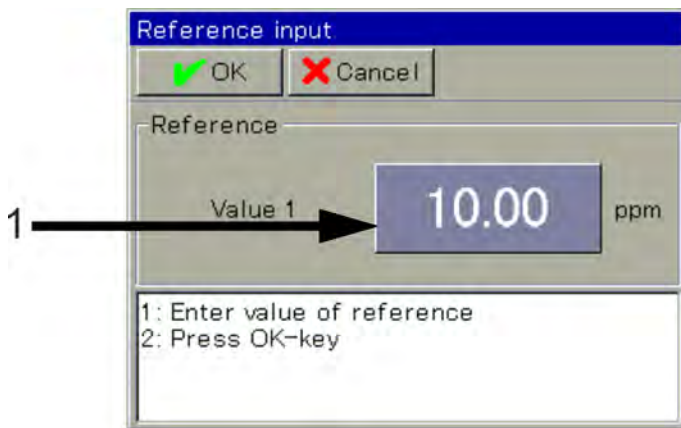 Reference input
OK Cancel
Reference
1 Value 1 10.00 ppm
1: Enter value of reference
2: Press OK-key